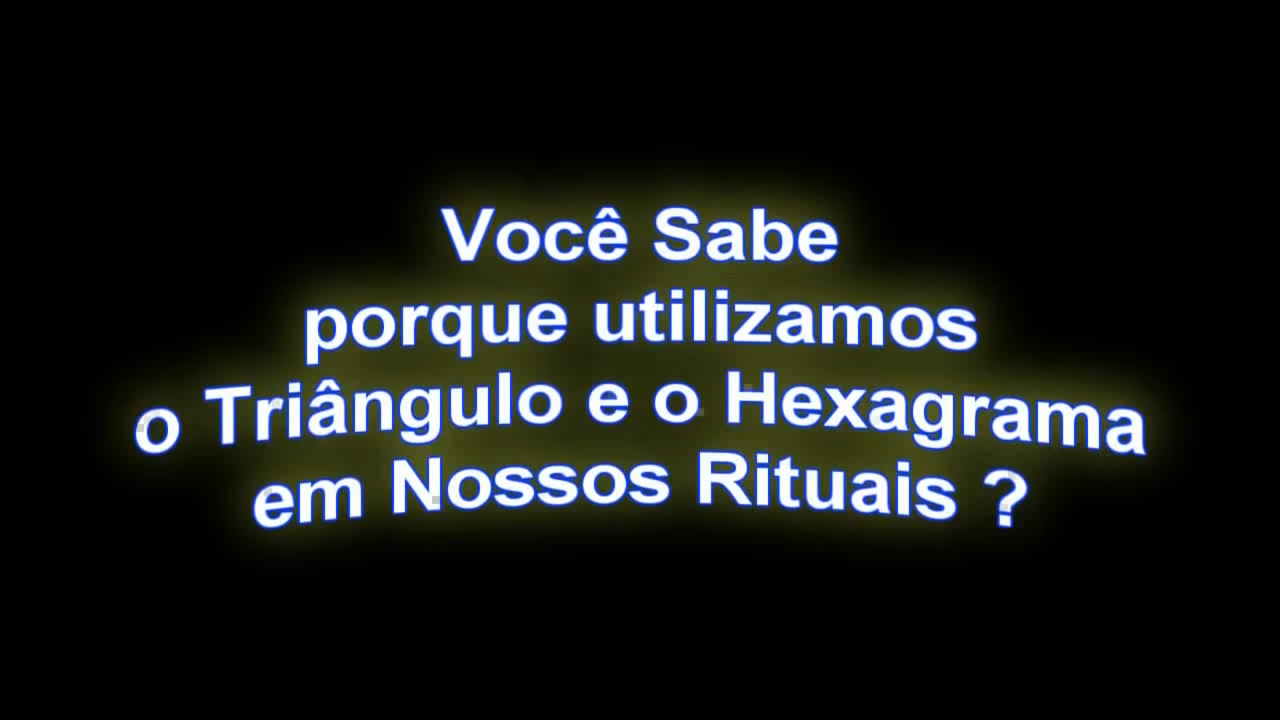 Você Sabe
porque utilizamos
o Triângulo e o Hexagrama
em Nossos Rituais ?